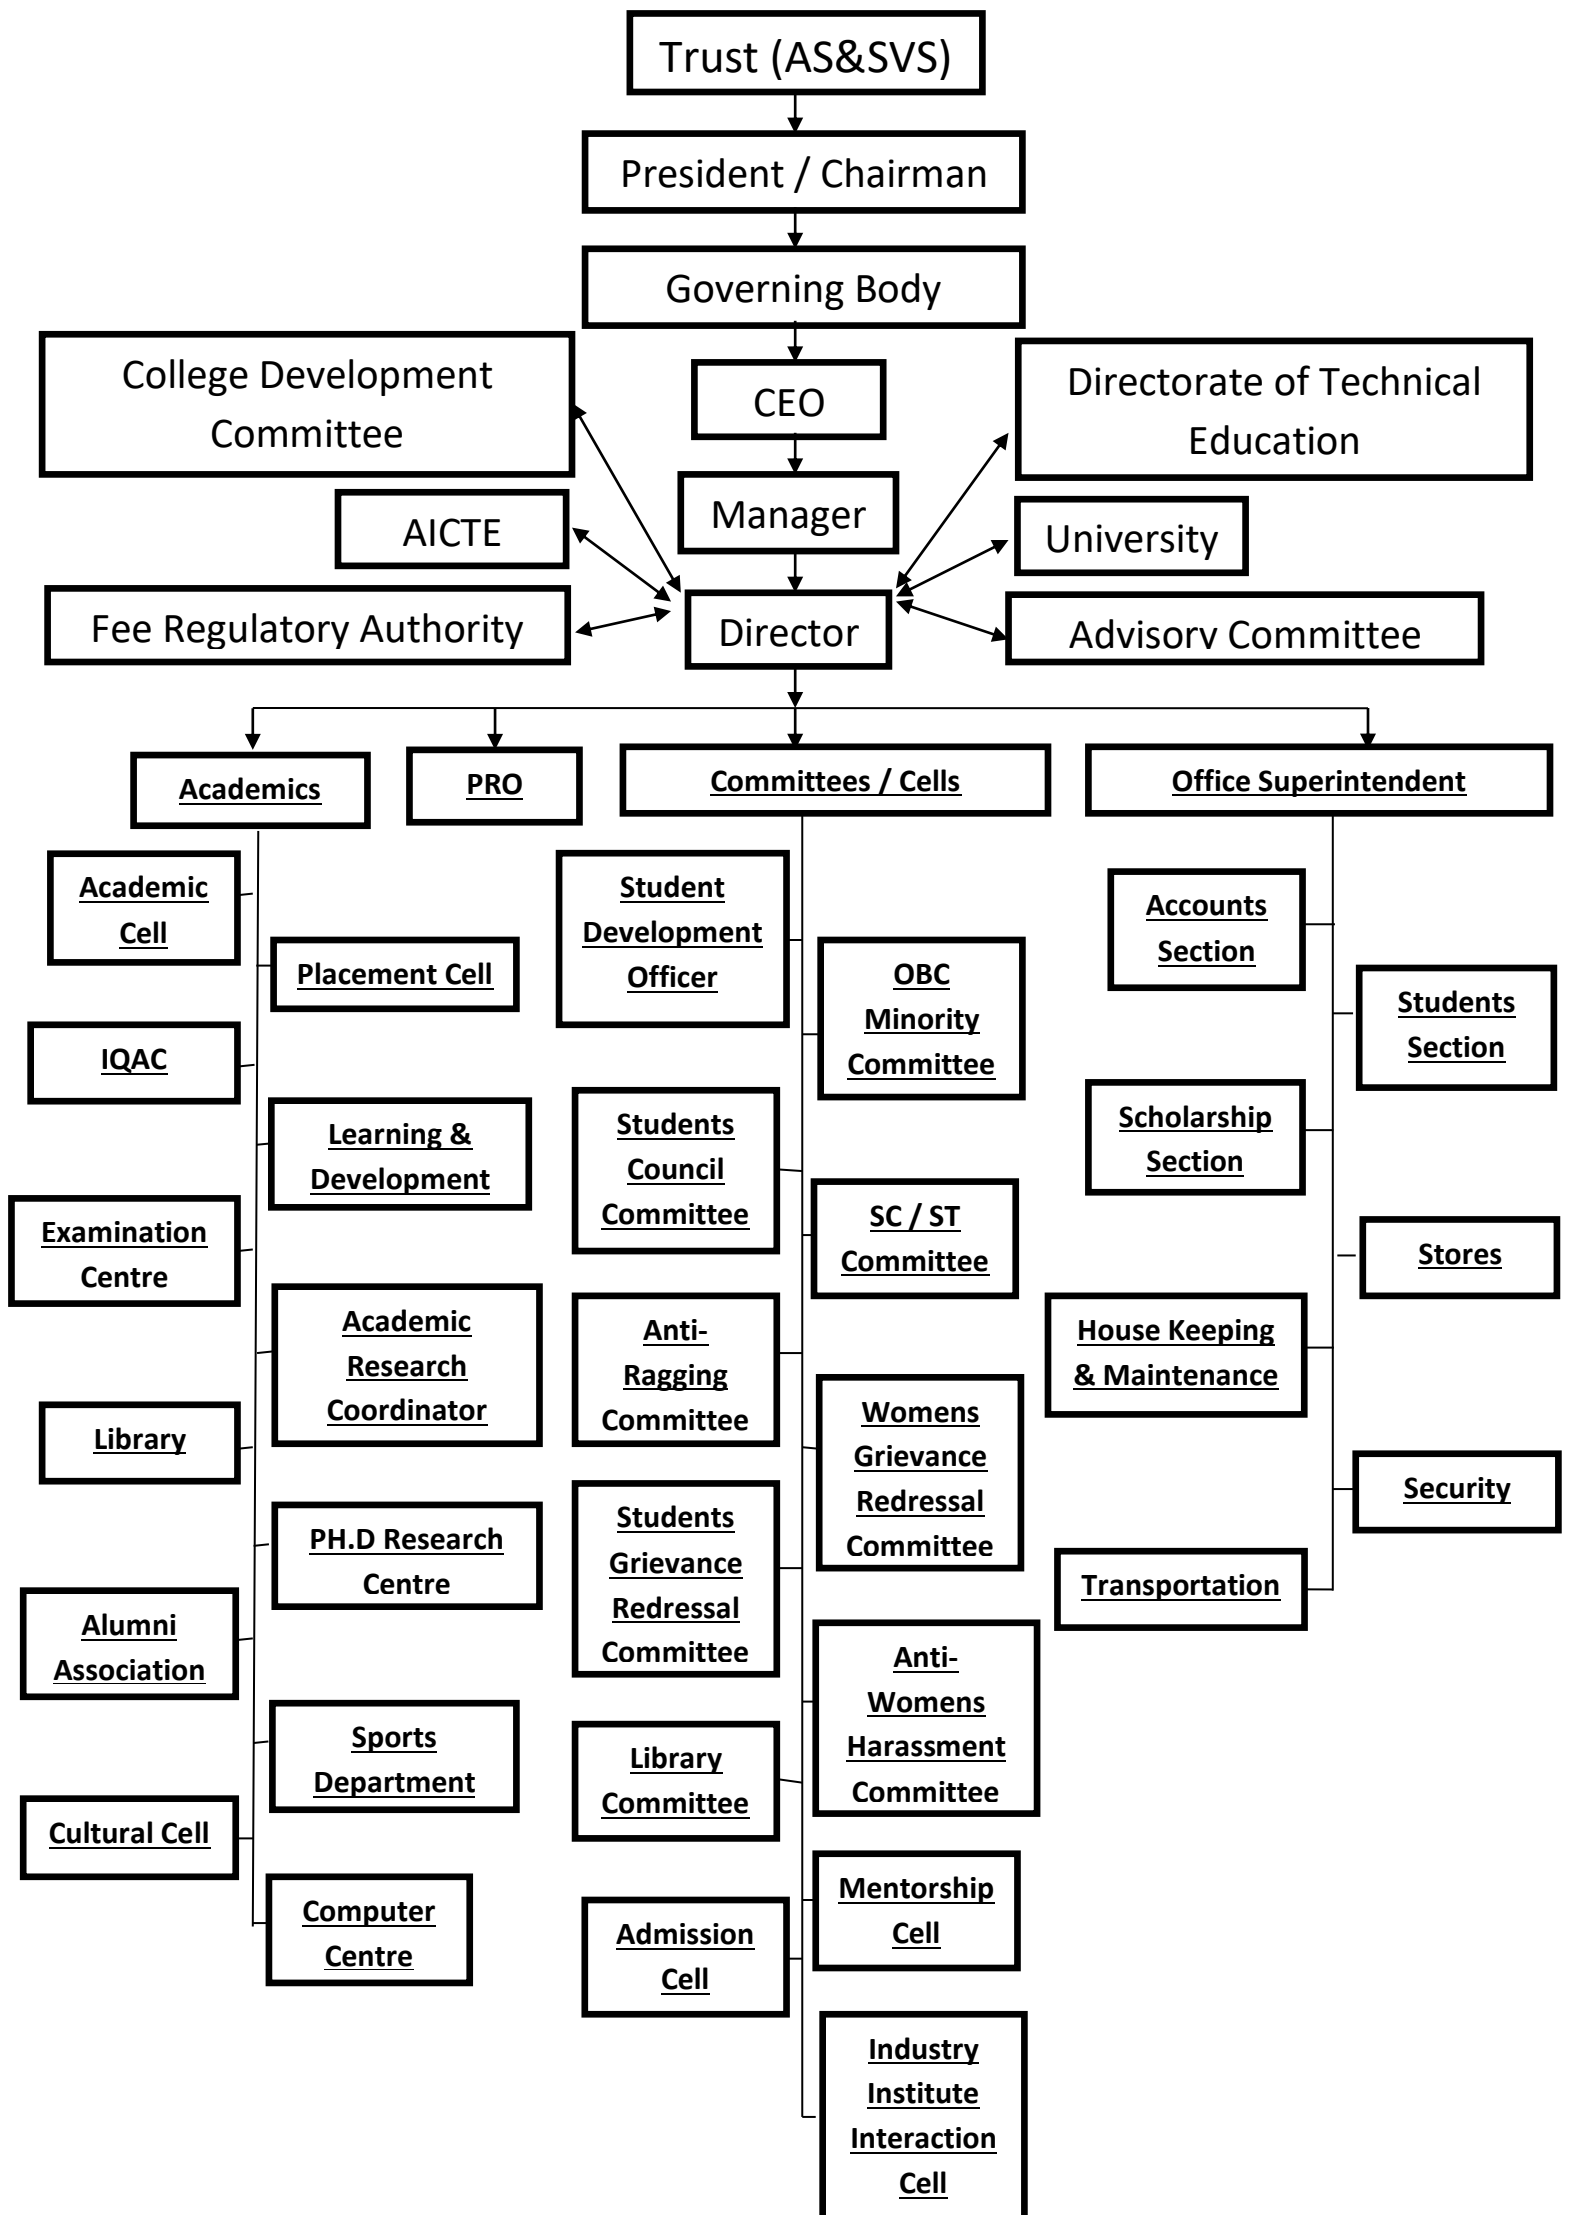 Trust (AS&SVS)
President / Chairman
Governing Body
College Development
Committee
CEO
Directorate of Technical
Education
AICTE
Manager
University
Fee Regulatory Authority
Director
Advisory Committee
Academics
PRO
Committees / Cells
Office Superintendent
Academic
Cell
Placement Cell
IQAC
Learning &
Development
Examination
Centre
Academic
Research
Coordinator
Library
PH.D Research
Centre
Alumni
Association
Sports
Department
Cultural Cell
Computer
Centre
Student
Development
Officer
OBC
Minority
Committee
Students
Council
Committee
SC / ST
Committee
Anti-
Ragging
Committee
Womens
Grievance
Redressal
Committee
Students
Grievance
Redressal
Committee
Anti-
Womens
Harassment
Committee
Library
Committee
Mentorship
Cell
Admission
Cell
Industry
Institute
Interaction
Cell
Accounts
Section
Students
Section
Scholarship
Section
Stores
House Keeping
& Maintenance
Security
Transportation